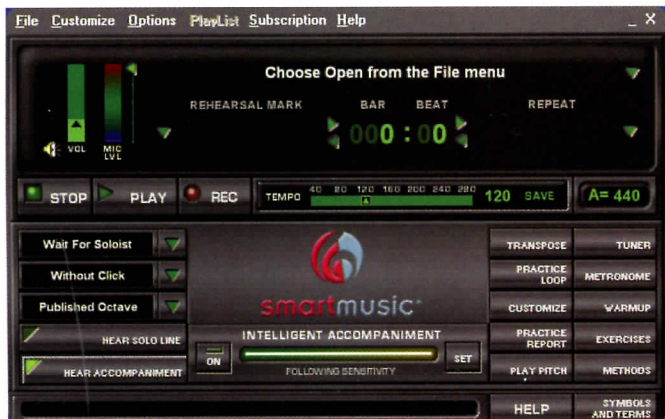 File Customize Options PlayList Subscription Help
Choose Open from the File menu
REHEARSAL MARK BAR BEAT REPEAT
000 : 00
VOL MIC LVL
STOP PLAY REC TEMPO 40 80 120 160 200 240 280 120 SAVE A= 440
Wait For Soloist
Without Click
Published Octave
HEAR SOLO LINE
HEAR ACCOMPANIMENT
smartmusic
INTELLIGENT ACCOMPANIMENT
ON SET
FOLLOWING SENSITIVITY
TRANSPOSE TUNER
PRACTICE LOOP METRONOME
CUSTOMIZE WARMUP
PRACTICE REPORT EXERCISES
PLAY PITCH METHODS
HELP SYMBOLS AND TERMS